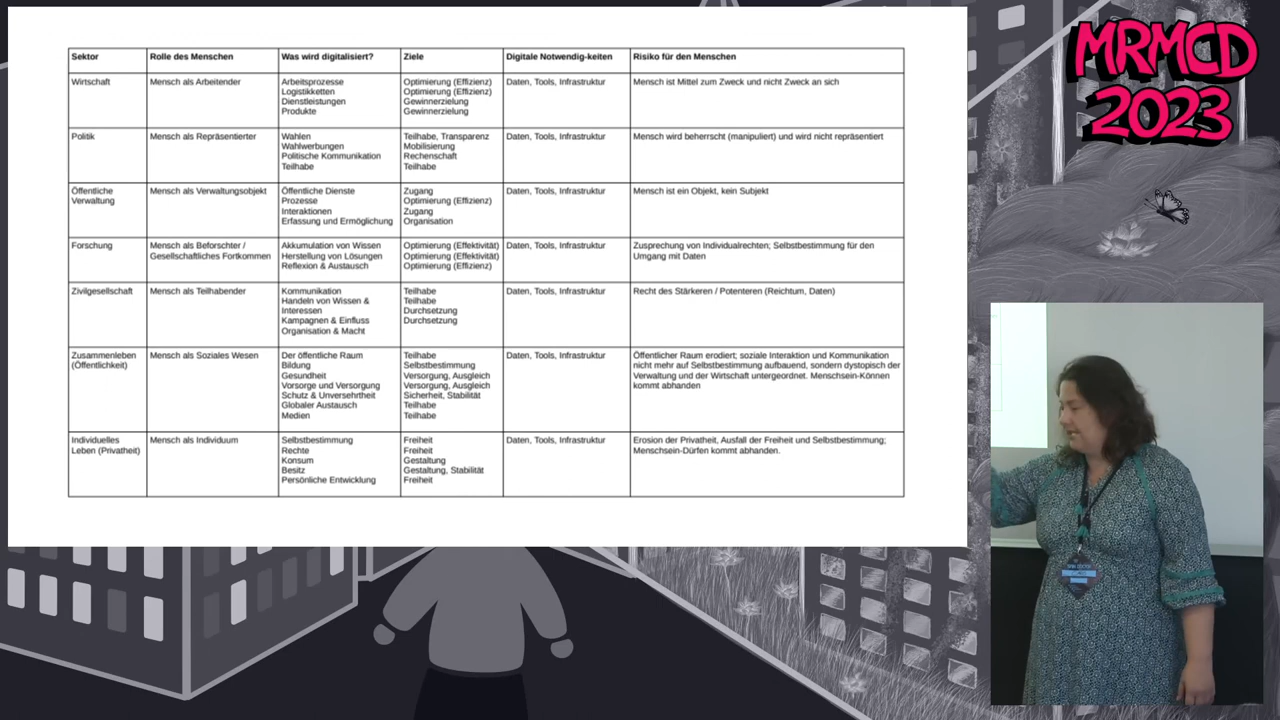 MRMCD
2023
Sektor
Rolle des Menschen
Was wird digitalisiert?
Ziele
Digitale Notwendig-keiten
Risiko für den Menschen
Wirtschaft
Mensch als Arbeitender
Arbeitsprozesse
Logistikketten
Dienstleistungen
Produkte
Optimierung (Effizienz)
Optimierung (Effizienz)
Gewinnerzielung
Gewinnerzielung
Daten, Tools, Infrastruktur
Mensch ist Mittel zum Zweck und nicht Zweck an sich
Politik
Mensch als Repräsentierter
Wahlen
Wahlwerbungen
Politische Kommunikation
Teilhabe
Teilhabe, Transparenz
Mobilisierung
Rechenschaft
Teilhabe
Daten, Tools, Infrastruktur
Mensch wird beherrscht (manipuliert) und wird nicht repräsentiert
Öffentliche
Verwaltung
Mensch als Verwaltungsobjekt
Öffentliche Dienste
Prozesse
Interaktionen
Erfassung und Ermöglichung
Zugang
Optimierung (Effizienz)
Zugang
Organisation
Daten, Tools, Infrastruktur
Mensch ist ein Objekt, kein Subjekt
Forschung
Mensch als Beforschter /
Gesellschaftliches Fortkommen
Akkumulation von Wissen
Herstellung von Lösungen
Reflexion & Austausch
Optimierung (Effektivität)
Optimierung (Effektivität)
Optimierung (Effizienz)
Daten, Tools, Infrastruktur
Zusprechung von Individualrechten; Selbstbestimmung für den
Umgang mit Daten
Zivilgesellschaft
Mensch als Teilhabender
Kommunikation
Handeln von Wissen &
Interessen
Kampagnen & Einfluss
Organisation & Macht
Teilhabe
Teilhabe
Durchsetzung
Durchsetzung
Daten, Tools, Infrastruktur
Recht des Stärkeren / Potenteren (Reichtum, Daten)
Zusammenleben
(Öffentlichkeit)
Mensch als Soziales Wesen
Der öffentliche Raum
Bildung
Gesundheit
Vorsorge und Versorgung
Schutz & Unversehrtheit
Globaler Austausch
Medien
Teilhabe
Selbstbestimmung
Versorgung, Ausgleich
Versorgung, Ausgleich
Sicherheit, Stabilität
Teilhabe
Teilhabe
Daten, Tools, Infrastruktur
Öffentlicher Raum erodiert; soziale Interaktion und Kommunikation
nicht mehr auf Selbstbestimmung aufbauend, sondern dystopisch der
Verwaltung und der Wirtschaft untergeordnet. Menschsein-Können
kommt abhanden
Individuelles
Leben (Privatheit)
Mensch als Individuum
Selbstbestimmung
Rechte
Konsum
Besitz
Persönliche Entwicklung
Freiheit
Freiheit
Gestaltung
Gestaltung, Stabilität
Freiheit
Daten, Tools, Infrastruktur
Erosion der Privatheit, Ausfall der Freiheit und Selbstbestimmung;
Menschsein-Dürfen kommt abhanden.